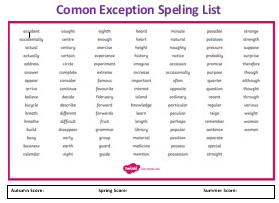 Comon Exception Speling List
accident caught eighth heard minute possible strange
accidentally centre enough heart natural potatoes strength
actual century exercise height naughty pressure suppose
actually certain experience history notice probably surprise
address circle experiment imagine occasion promise therefore
answer complete extreme increase occasionally purpose though
appear consider famous important often quarter although
arrive continue favourite interest opposite question thought
believe decide February island ordinary recent through
bicycle describe forward knowledge particular regular various
breath different forwards learn peculiar reign weight
breathe difficult fruit length perhaps remember woman
build disappear grammar library popular sentence women
busy early group material position separate
business earth guard medicine possess special
calendar eight guide mention possession straight
twinkl
Autumn Score: Spring Score: Summer Score: